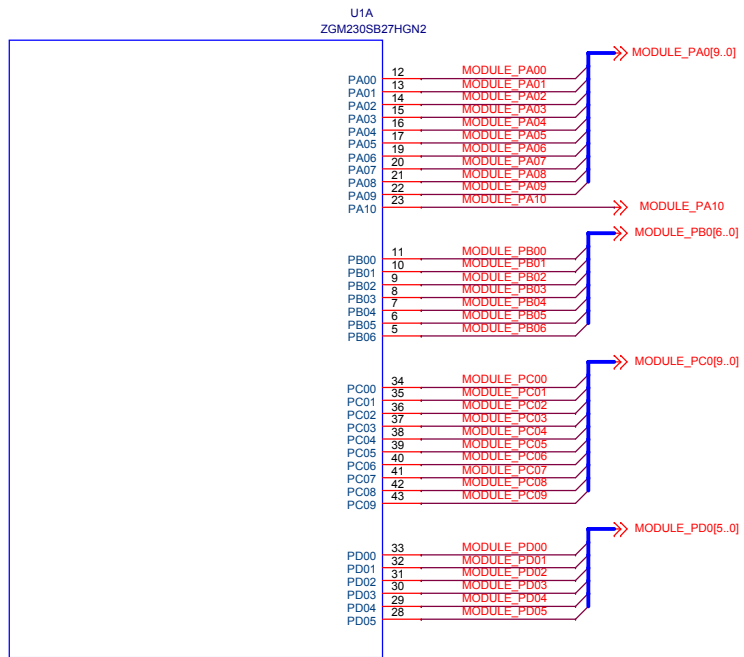 U1A
ZGM230SB27HGN2
MODULE_PA0[9..0]
PA00 12 MODULE_PA00
PA01 13 MODULE_PA01
PA02 14 MODULE_PA02
PA03 15 MODULE_PA03
PA04 16 MODULE_PA04
PA05 17 MODULE_PA05
PA06 19 MODULE_PA06
PA07 20 MODULE_PA07
PA08 21 MODULE_PA08
PA09 22 MODULE_PA09
PA10 23 MODULE_PA10 MODULE_PA10
MODULE_PB0[6..0]
PB00 11 MODULE_PB00
PB01 10 MODULE_PB01
PB02 9 MODULE_PB02
PB03 8 MODULE_PB03
PB04 7 MODULE_PB04
PB05 6 MODULE_PB05
PB06 5 MODULE_PB06
MODULE_PC0[9..0]
PC00 34 MODULE_PC00
PC01 35 MODULE_PC01
PC02 36 MODULE_PC02
PC03 37 MODULE_PC03
PC04 38 MODULE_PC04
PC05 39 MODULE_PC05
PC06 40 MODULE_PC06
PC07 41 MODULE_PC07
PC08 42 MODULE_PC08
PC09 43 MODULE_PC09
MODULE_PD0[5..0]
PD00 33 MODULE_PD00
PD01 32 MODULE_PD01
PD02 31 MODULE_PD02
PD03 30 MODULE_PD03
PD04 29 MODULE_PD04
PD05 28 MODULE_PD05